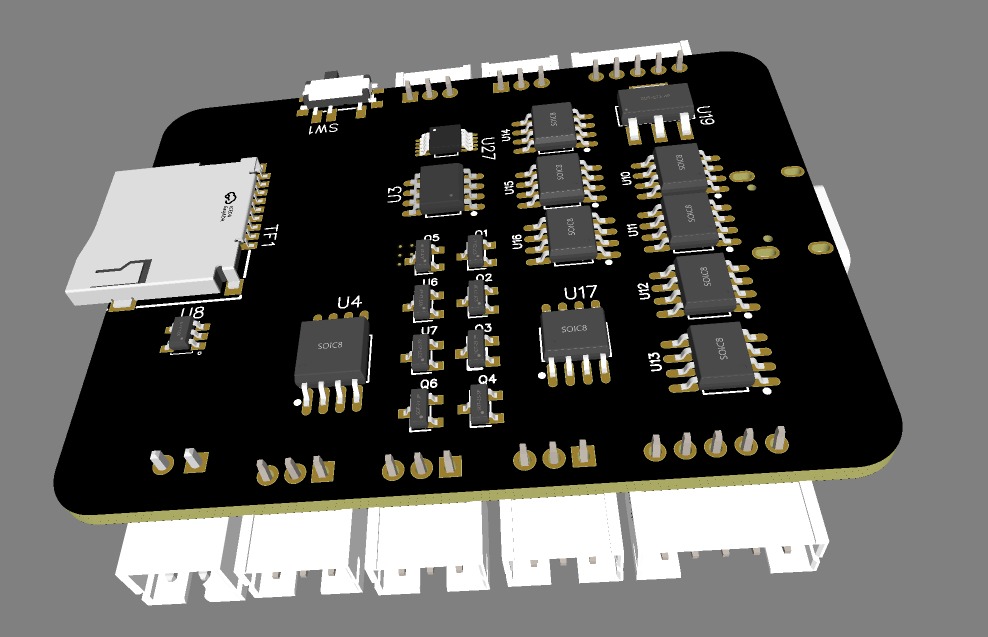 SW1
U27
U14
U19
U3
U15
U10
SOIC8
SOIC8
SOIC8
SOIC8
SOIC8
U16
U11
TF1
Q5
Q1
U6
Q2
U12
SOIC8
U8
U4
SOIC8
U7
Q3
U17
SOIC8
U13
SOIC8
Q6
Q4